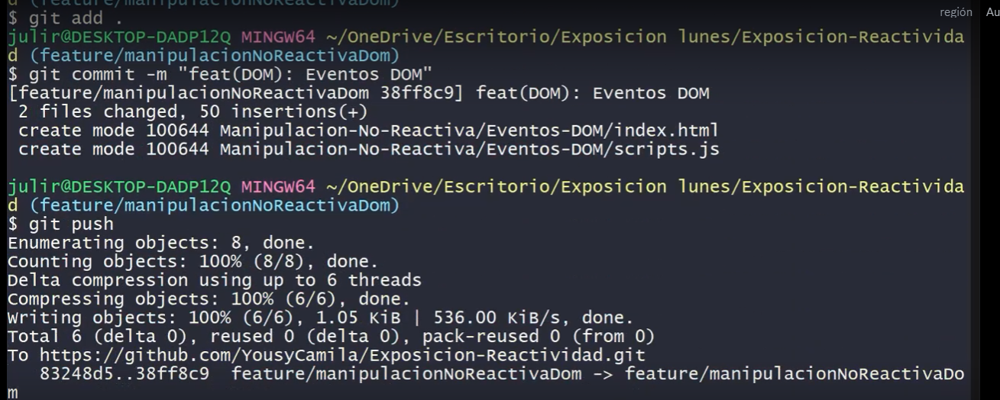 d (feature/manipulacionNoReactivaDom)
$ git add .
región Au
julir@DESKTOP-DADP12Q MINGW64 ~/OneDrive/Escritorio/Exposicion lunes/Exposicion-Reactivida
d (feature/manipulacionNoReactivaDom)
$ git commit -m "feat(DOM): Eventos DOM"
[feature/manipulacionNoReactivaDom 38ff8c9] feat(DOM): Eventos DOM
 2 files changed, 50 insertions(+)
 create mode 100644 Manipulacion-No-Reactiva/Eventos-DOM/index.html
 create mode 100644 Manipulacion-No-Reactiva/Eventos-DOM/scripts.js
julir@DESKTOP-DADP12Q MINGW64 ~/OneDrive/Escritorio/Exposicion lunes/Exposicion-Reactivida
d (feature/manipulacionNoReactivaDom)
$ git push
Enumerating objects: 8, done.
Counting objects: 100% (8/8), done.
Delta compression using up to 6 threads
Compressing objects: 100% (6/6), done.
Writing objects: 100% (6/6), 1.05 KiB | 536.00 KiB/s, done.
Total 6 (delta 0), reused 0 (delta 0), pack-reused 0 (from 0)
To https://github.com/YousyCamila/Exposicion-Reactividad.git
   83248d5..38ff8c9  feature/manipulacionNoReactivaDom -> feature/manipulacionNoReactivaDo
m